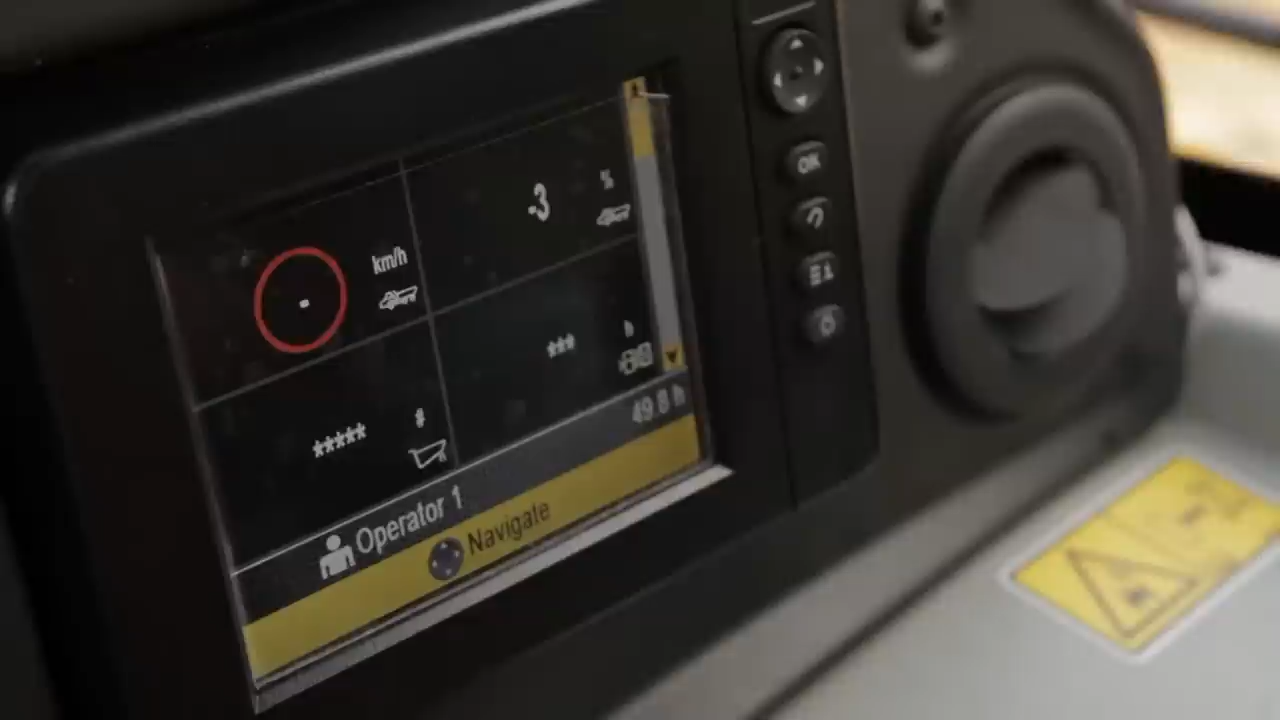 -
km/h
-3
%
*****
#
***
h
49.8 h
Operator 1
Navigate
OK